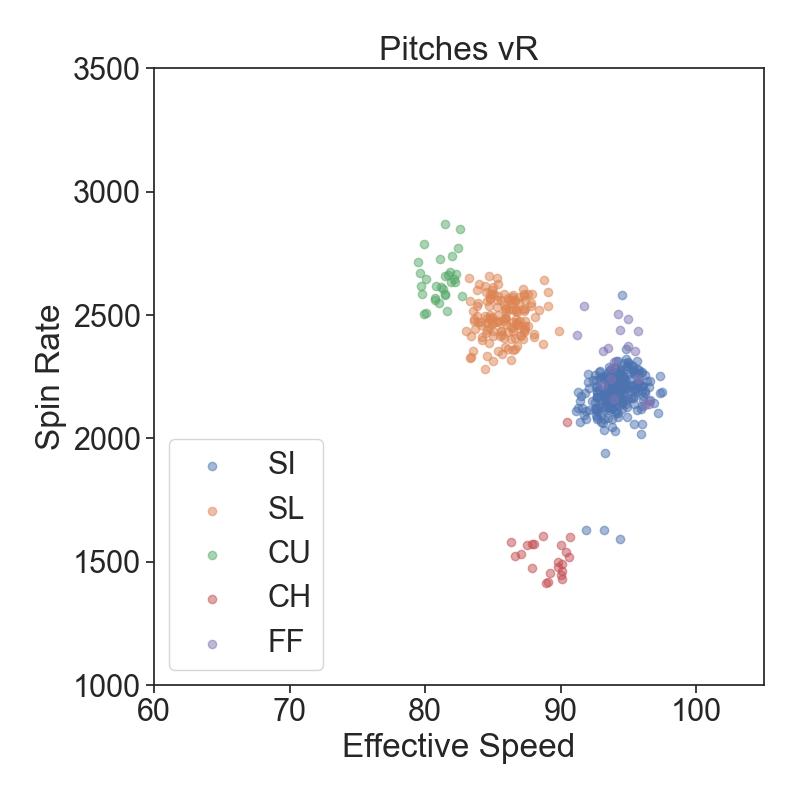 Pitches vR
3500
3000
2500
2000
1500
1000
Spin Rate
SI
SL
CU
CH
FF
60 70 80 90 100
Effective Speed